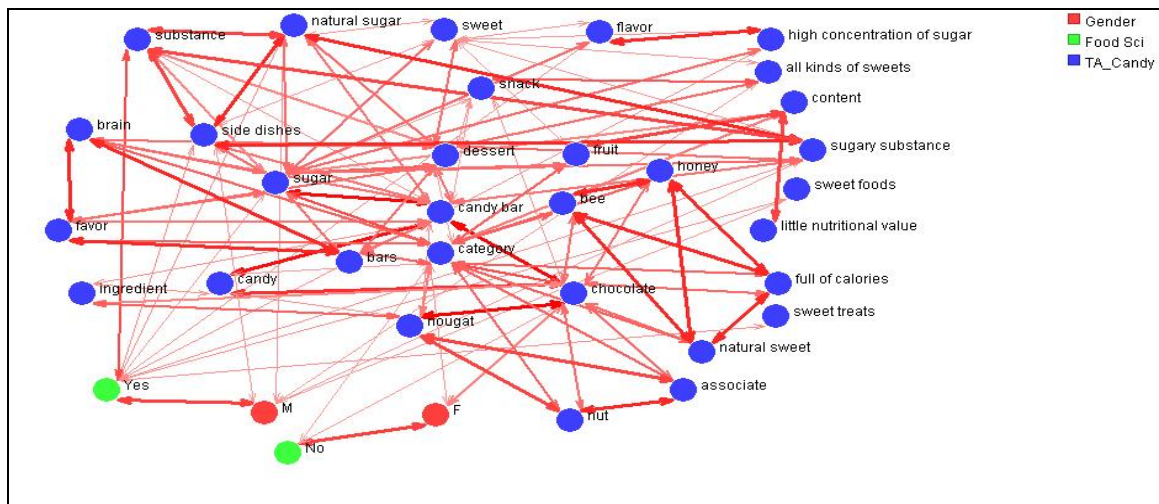 natural sugar
sweet
flavor
substance
high concentration of sugar
all kinds of sweets
snack
content
brain
side dishes
dessert
fruit
sugary substance
honey
sugar
sweet foods
bee
candy bar
favor
little nutritional value
category
bars
candy
full of calories
ingredient
chocolate
sweet treats
nougat
natural sweet
Yes
associate
M
F
nut
No
Gender
Food Sci
TA_Candy